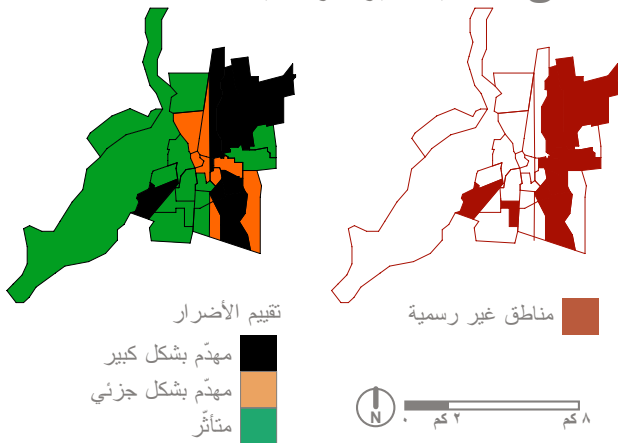 تقييم الأضرار
مهدّم بشكل كبير
مهدّم بشكل جزئي
متأثّر
مناطق غير رسمية
N
٠ ٢ كم ٨ كم